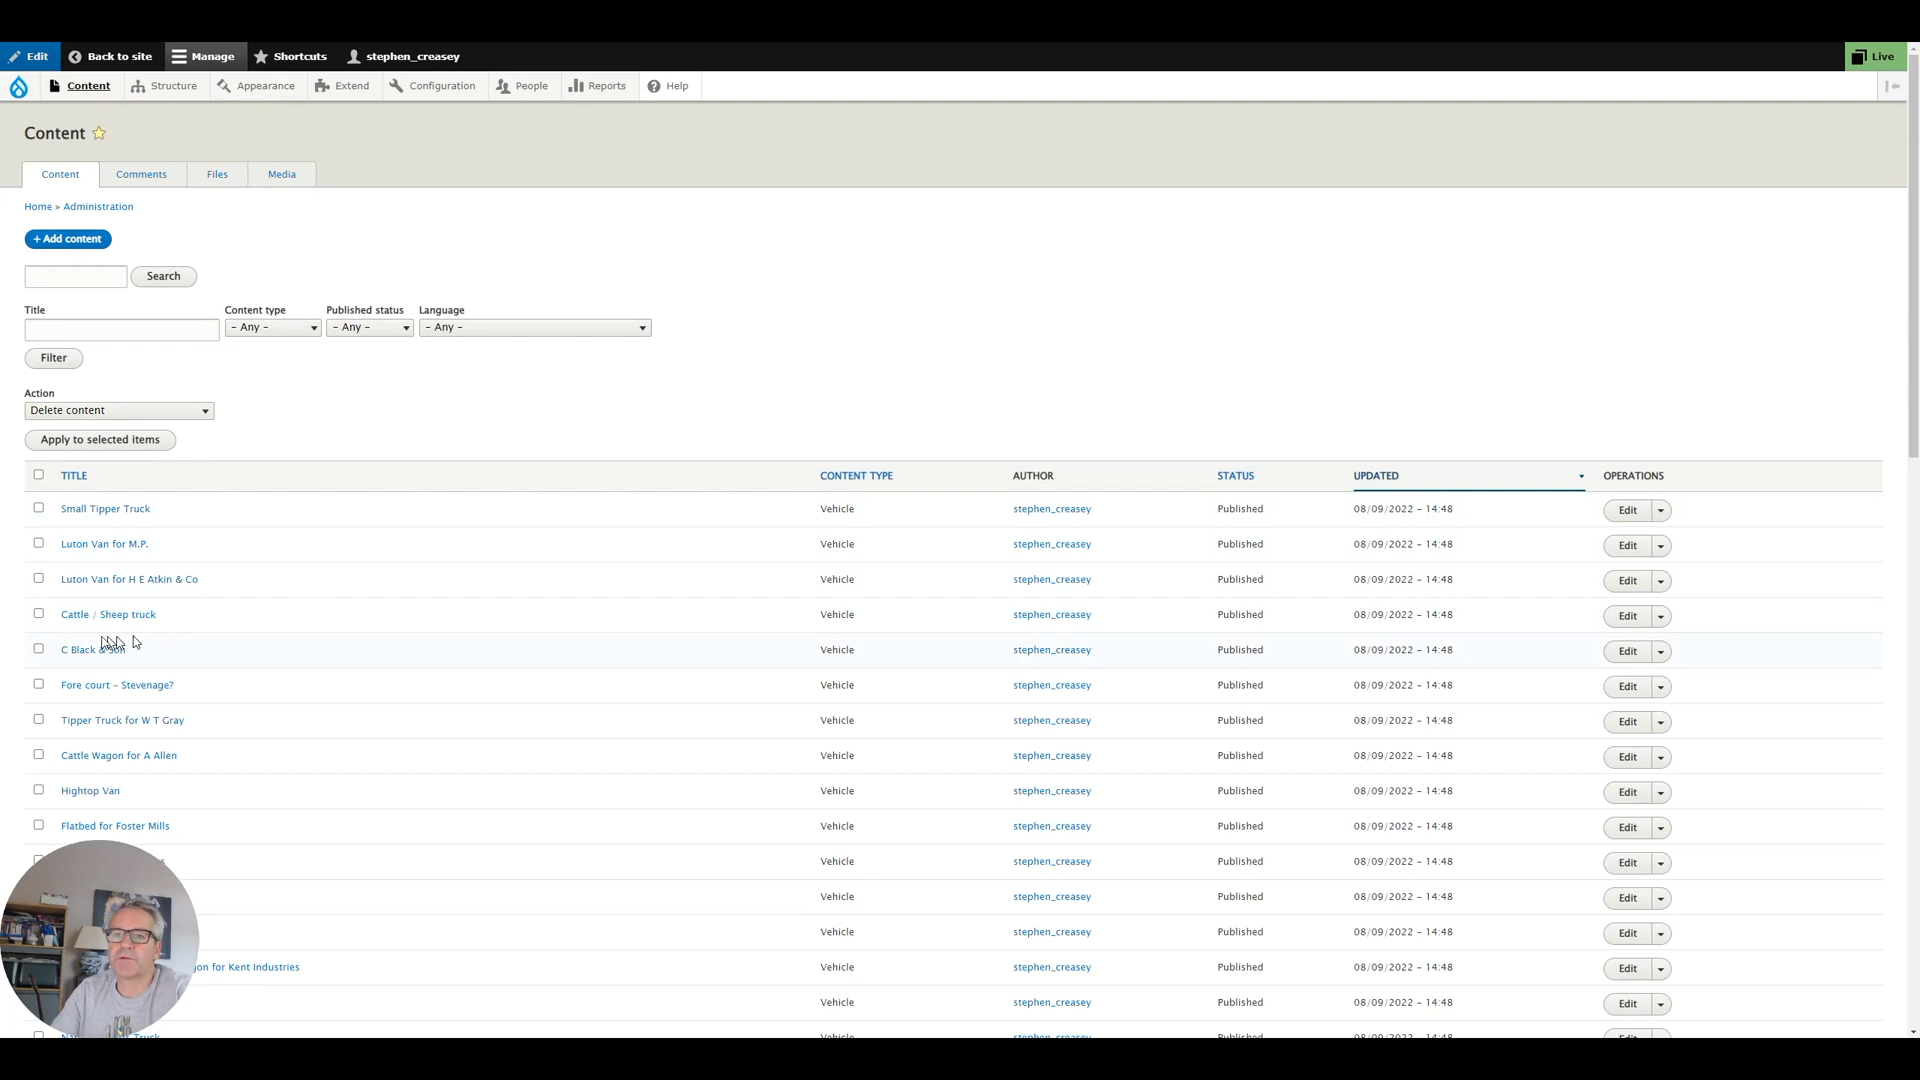 Edit Back to site Manage Shortcuts stephen_creasey Live
Content Structure Appearance Extend Configuration People Reports Help
Content
Content Comments Files Media
Home » Administration
+ Add content
Search
Title Content type Published status Language
- Any - - Any - - Any -
Filter
Action
Delete content
Apply to selected items
TITLE CONTENT TYPE AUTHOR STATUS UPDATED OPERATIONS
Small Tipper Truck Vehicle stephen_creasey Published 08/09/2022 - 14:48 Edit
Luton Van for M.P. Vehicle stephen_creasey Published 08/09/2022 - 14:48 Edit
Luton Van for H E Atkin & Co Vehicle stephen_creasey Published 08/09/2022 - 14:48 Edit
Cattle / Sheep truck Vehicle stephen_creasey Published 08/09/2022 - 14:48 Edit
C Black & Son Vehicle stephen_creasey Published 08/09/2022 - 14:48 Edit
Fore court - Stevenage? Vehicle stephen_creasey Published 08/09/2022 - 14:48 Edit
Tipper Truck for W T Gray Vehicle stephen_creasey Published 08/09/2022 - 14:48 Edit
Cattle Wagon for A Allen Vehicle stephen_creasey Published 08/09/2022 - 14:48 Edit
Hightop Van Vehicle stephen_creasey Published 08/09/2022 - 14:48 Edit
Flatbed for Foster Mills Vehicle stephen_creasey Published 08/09/2022 - 14:48 Edit
Vehicle stephen_creasey Published 08/09/2022 - 14:48 Edit
Vehicle stephen_creasey Published 08/09/2022 - 14:48 Edit
Vehicle stephen_creasey Published 08/09/2022 - 14:48 Edit
for Kent Industries Vehicle stephen_creasey Published 08/09/2022 - 14:48 Edit
Vehicle stephen_creasey Published 08/09/2022 - 14:48 Edit
Truck Vehicle stephen_creasey Published 08/09/2022 - 14:48 Edit